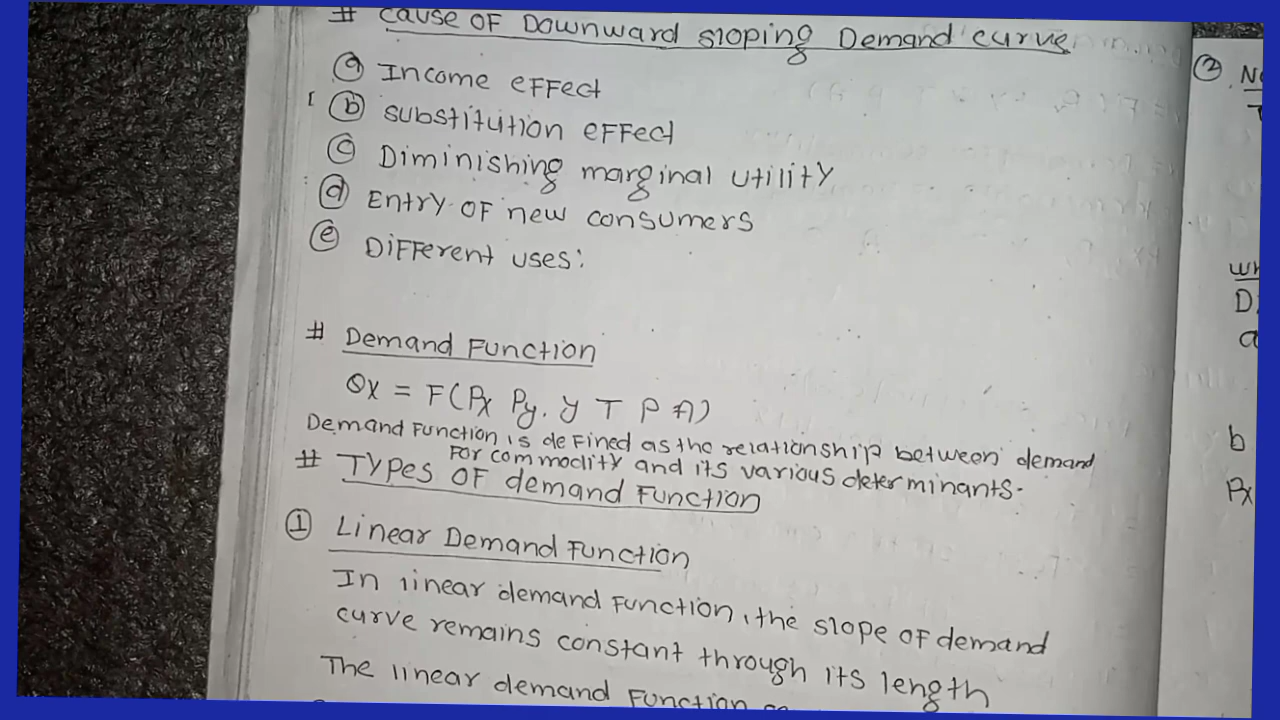 # cause OF Downward sloping Demand curve
ⓐ Income eFFect
ⓑ substitution eFFect
ⓒ Diminishing marginal utility
ⓓ Entry OF new consumers
ⓔ DiFFerent uses:
# Demand Function
Qx = F(Px Py. y T P A)
Demand Function is deFined as the relationship between demand
For commodity and its various determinants.
# Types OF demand Function
① Linear Demand Function
In linear demand Function, the slope oF demand
curve remains constant through its length
The linear demand Function
②
D
a
b
Px